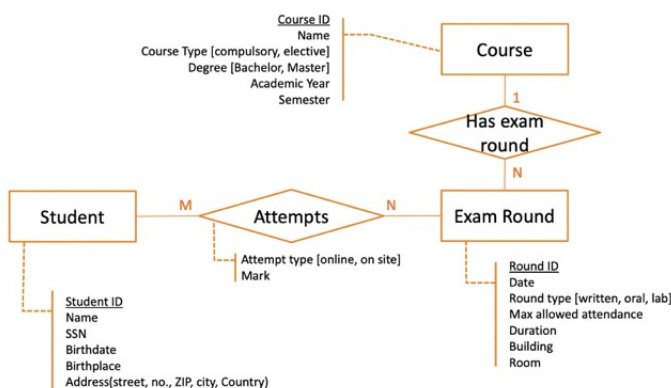 Course ID
Name
Course Type [compulsory, elective]
Degree [Bachelor, Master]
Academic Year
Semester
Course
1
Has exam
round
N
Student
M
Attempts
N
Exam Round
Attempt type [online, on site]
Mark
Student ID
Name
SSN
Birthdate
Birthplace
Address(street, no., ZIP, city, Country)
Round ID
Date
Round type [written, oral, lab]
Max allowed attendance
Duration
Building
Room